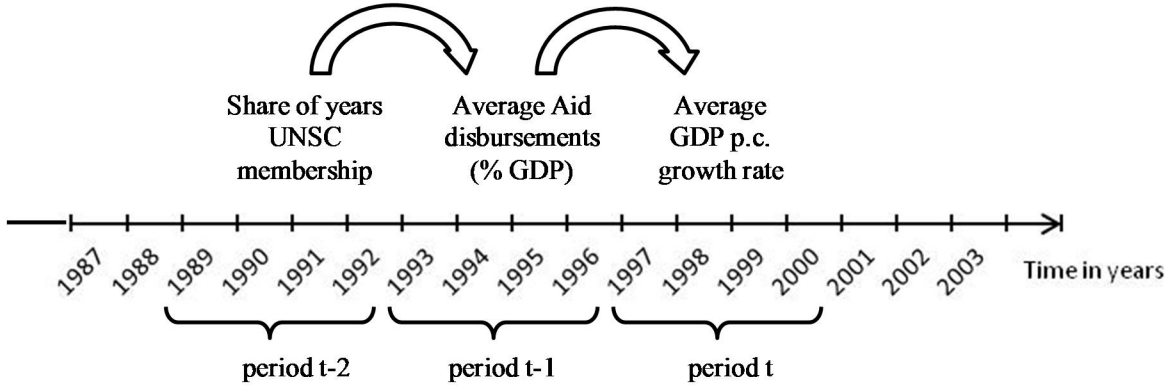 Share of years
UNSC
membership
Average Aid
disbursements
(% GDP)
Average
GDP p.c.
growth rate
1987
1988
1989
1990
1991
1992
1993
1994
1995
1996
1997
1998
1999
2000
2001
2002
2003
Time in years
period t-2
period t-1
period t